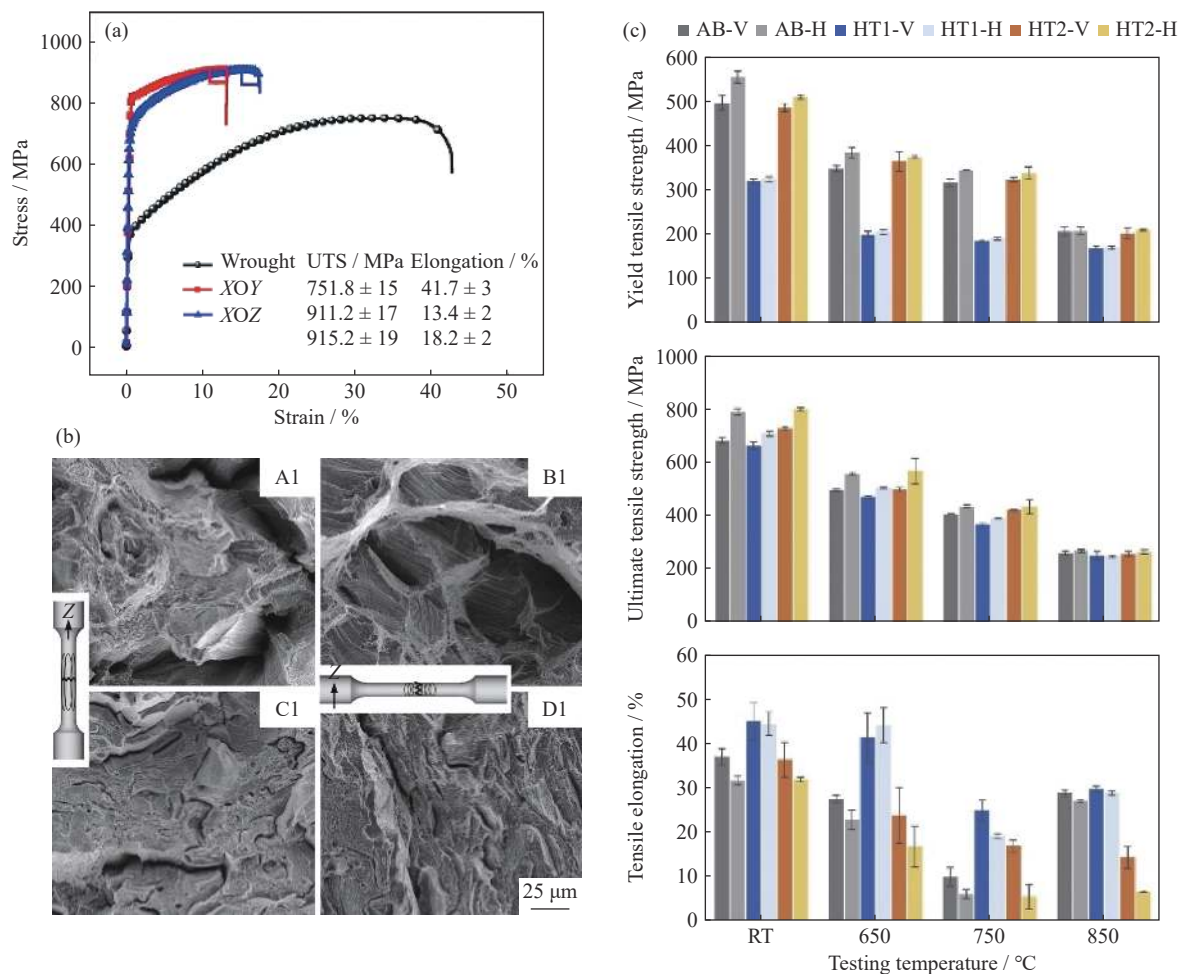 (a)
1000
800
600
400
200
0
Stress / MPa
Wrought UTS / MPa Elongation / %
XOY 751.8 ± 15 41.7 ± 3
XOZ 911.2 ± 17 13.4 ± 2
915.2 ± 19 18.2 ± 2
0 10 20 30 40 50
Strain / %
(b)
A1
B1
Z
Z
C1
D1
25 μm
(c) AB-V AB-H HT1-V HT1-H HT2-V HT2-H
600
500
400
300
200
100
Yield tensile strength / MPa
1000
800
600
400
200
0
Ultimate tensile strength / MPa
60
50
40
30
20
10
0
Tensile elongation / %
RT 650 750 850
Testing temperature / °C